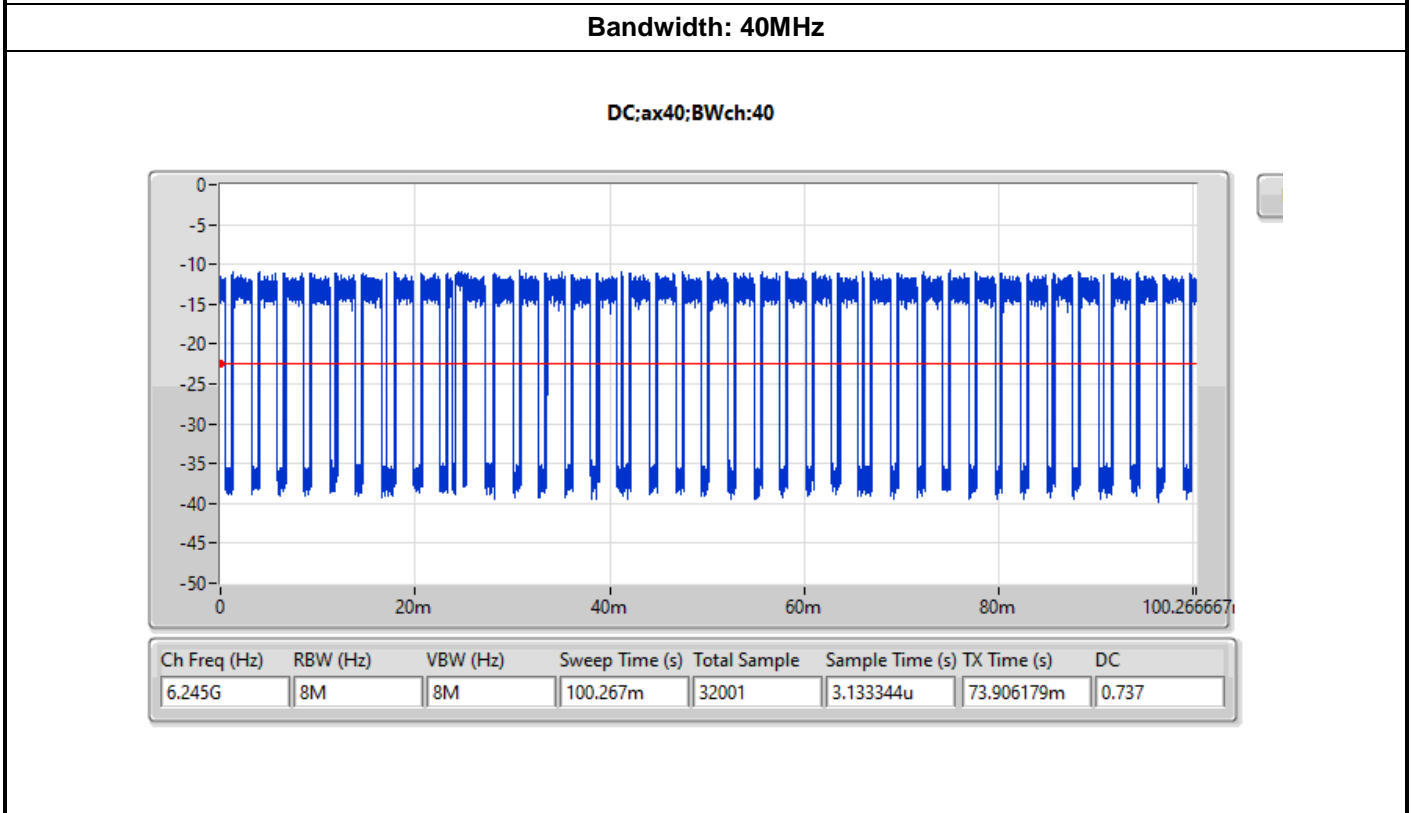 Bandwidth: 40MHz
DC;ax40;BWch:40
0
-5
-10
-15
-20
-25
-30
-35
-40
-45
-50
0 20m 40m 60m 80m 100.266667
Ch Freq (Hz) RBW (Hz) VBW (Hz) Sweep Time (s) Total Sample Sample Time (s) TX Time (s) DC
6.245G 8M 8M 100.267m 32001 3.133344u 73.906179m 0.737